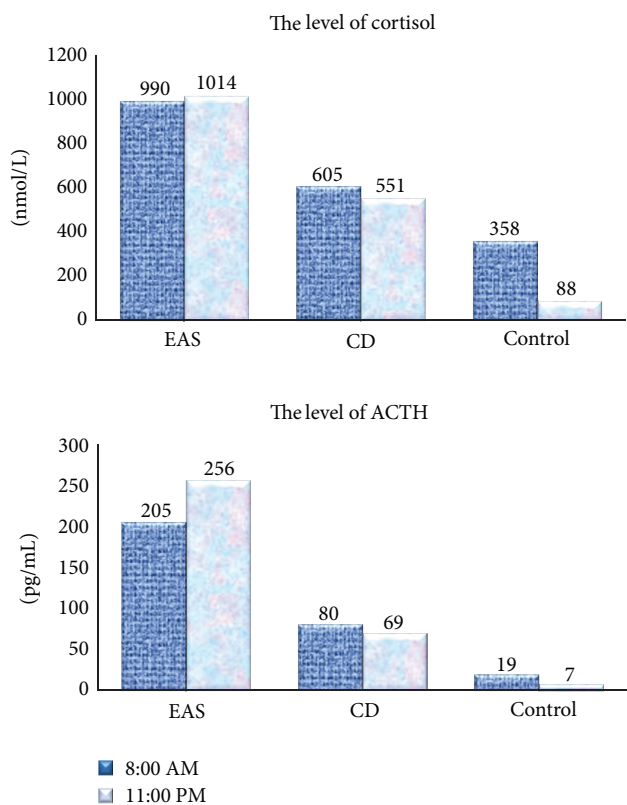 The level of cortisol
1200
1000
800
600
400
200
0
(nmol/L)
990
1014
605
551
358
88
EAS
CD
Control
The level of ACTH
300
250
200
150
100
50
0
(pg/mL)
205
256
80
69
19
7
EAS
CD
Control
8:00 AM
11:00 PM